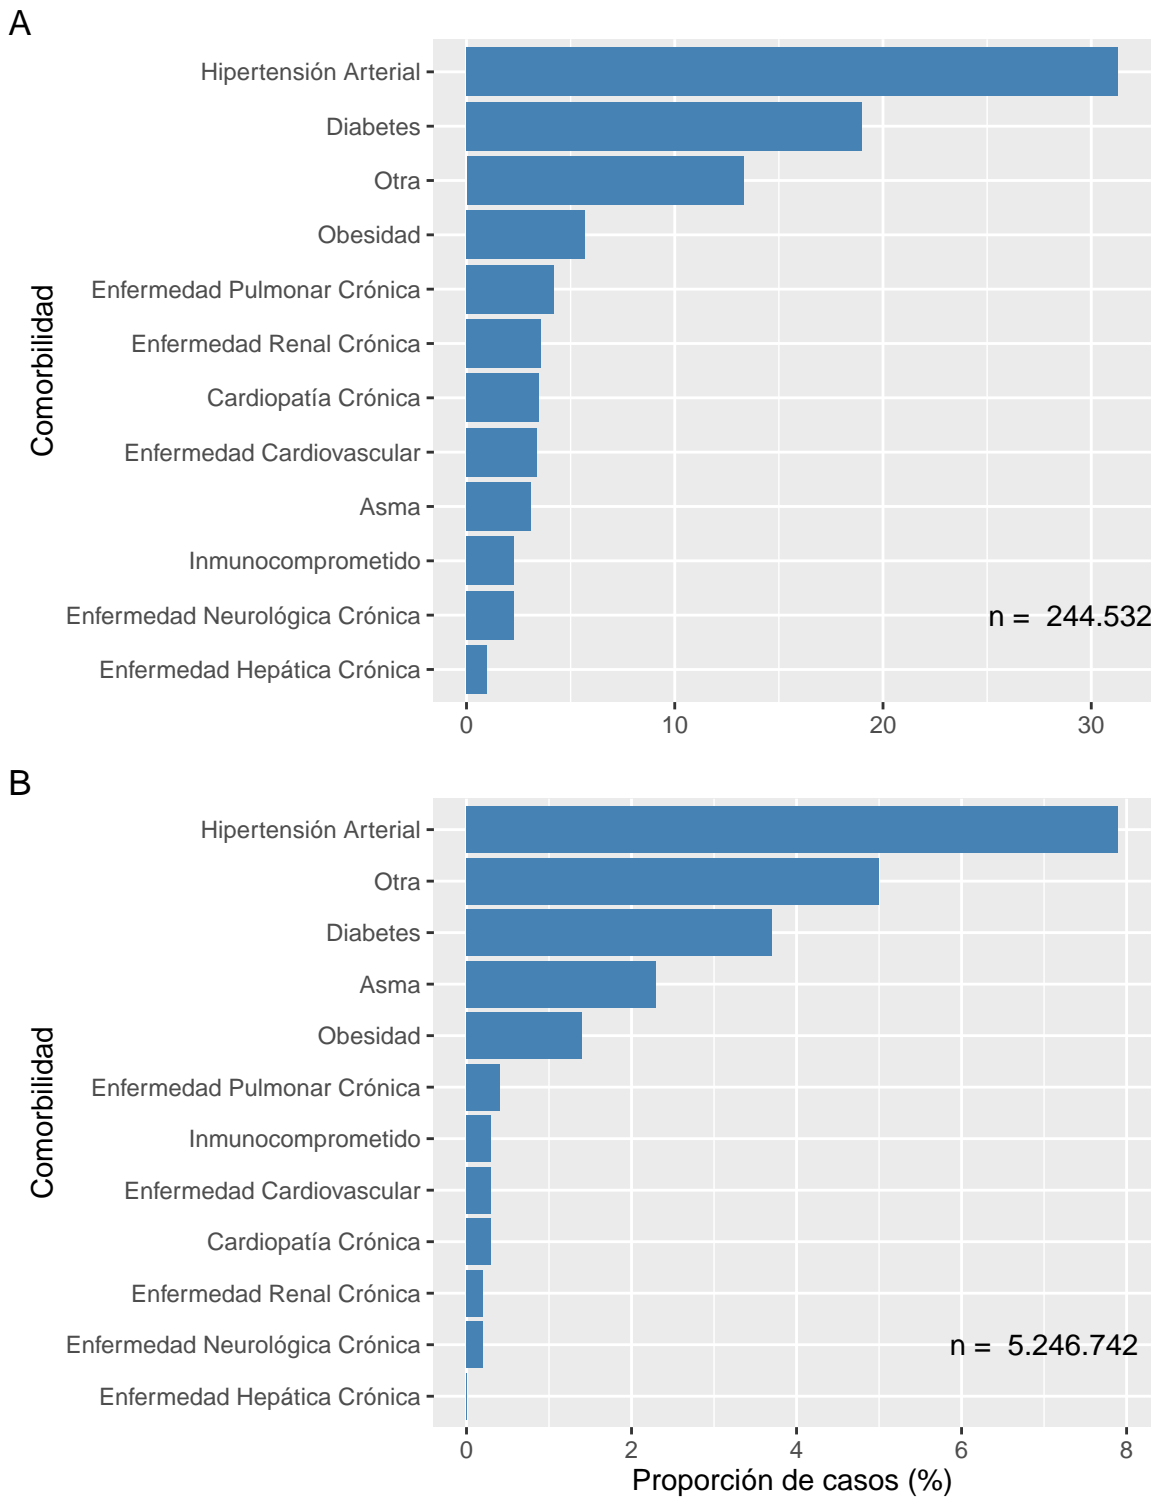 A
Hipertensión Arterial
Diabetes
Otra
Obesidad
Enfermedad Pulmonar Crónica
Enfermedad Renal Crónica
Cardiopatía Crónica
Enfermedad Cardiovascular
Asma
Inmunocomprometido
Enfermedad Neurológica Crónica
Enfermedad Hepática Crónica
Comorbilidad
n = 244.532
0 10 20 30
B
Hipertensión Arterial
Otra
Diabetes
Asma
Obesidad
Enfermedad Pulmonar Crónica
Inmunocomprometido
Enfermedad Cardiovascular
Cardiopatía Crónica
Enfermedad Renal Crónica
Enfermedad Neurológica Crónica
Enfermedad Hepática Crónica
Comorbilidad
n = 5.246.742
0 2 4 6 8
Proporción de casos (%)